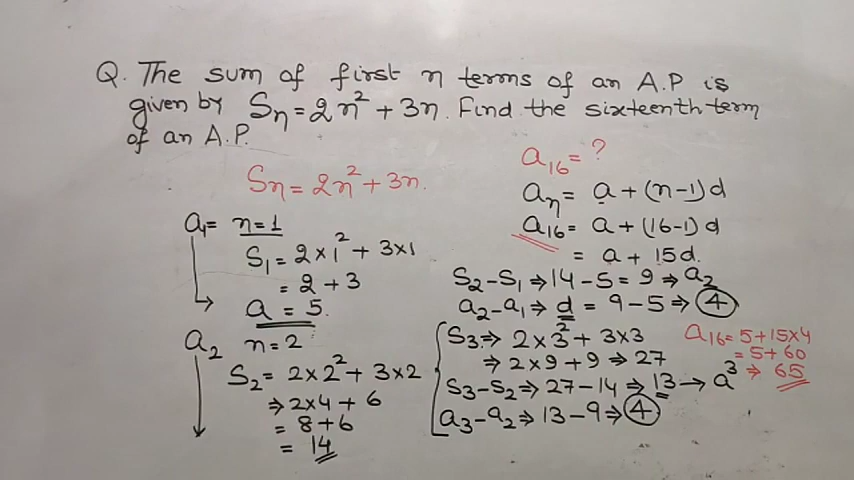 Q. The sum of first n terms of an A.P is
given by Sn = 2n² + 3n. Find the sixteenth term
of an A.P.
Sn = 2n² + 3n.
a₁ = n = 1
S₁ = 2×1² + 3×1
= 2 + 3
a = 5.
a₂ n = 2
S₂ = 2×2² + 3×2
⇒ 2×4 + 6
= 8 + 6
= 14
a₁₆ = ?
an = a + (n-1)d
a₁₆ = a + (16-1)d
= a + 15d.
S₂-S₁ ⇒ 14 - 5 = 9 ⇒ a₂
a₂-a₁ ⇒ d = 9-5 ⇒ 4
S₃ ⇒ 2×3² + 3×3
⇒ 2×9 + 9 ⇒ 27
S₃-S₂ ⇒ 27 - 14 ⇒ 13 → a³
a₃-a₂ ⇒ 13 - 9 ⇒ 4
a₁₆ = 5+15×4
= 5+60
⇒ 65